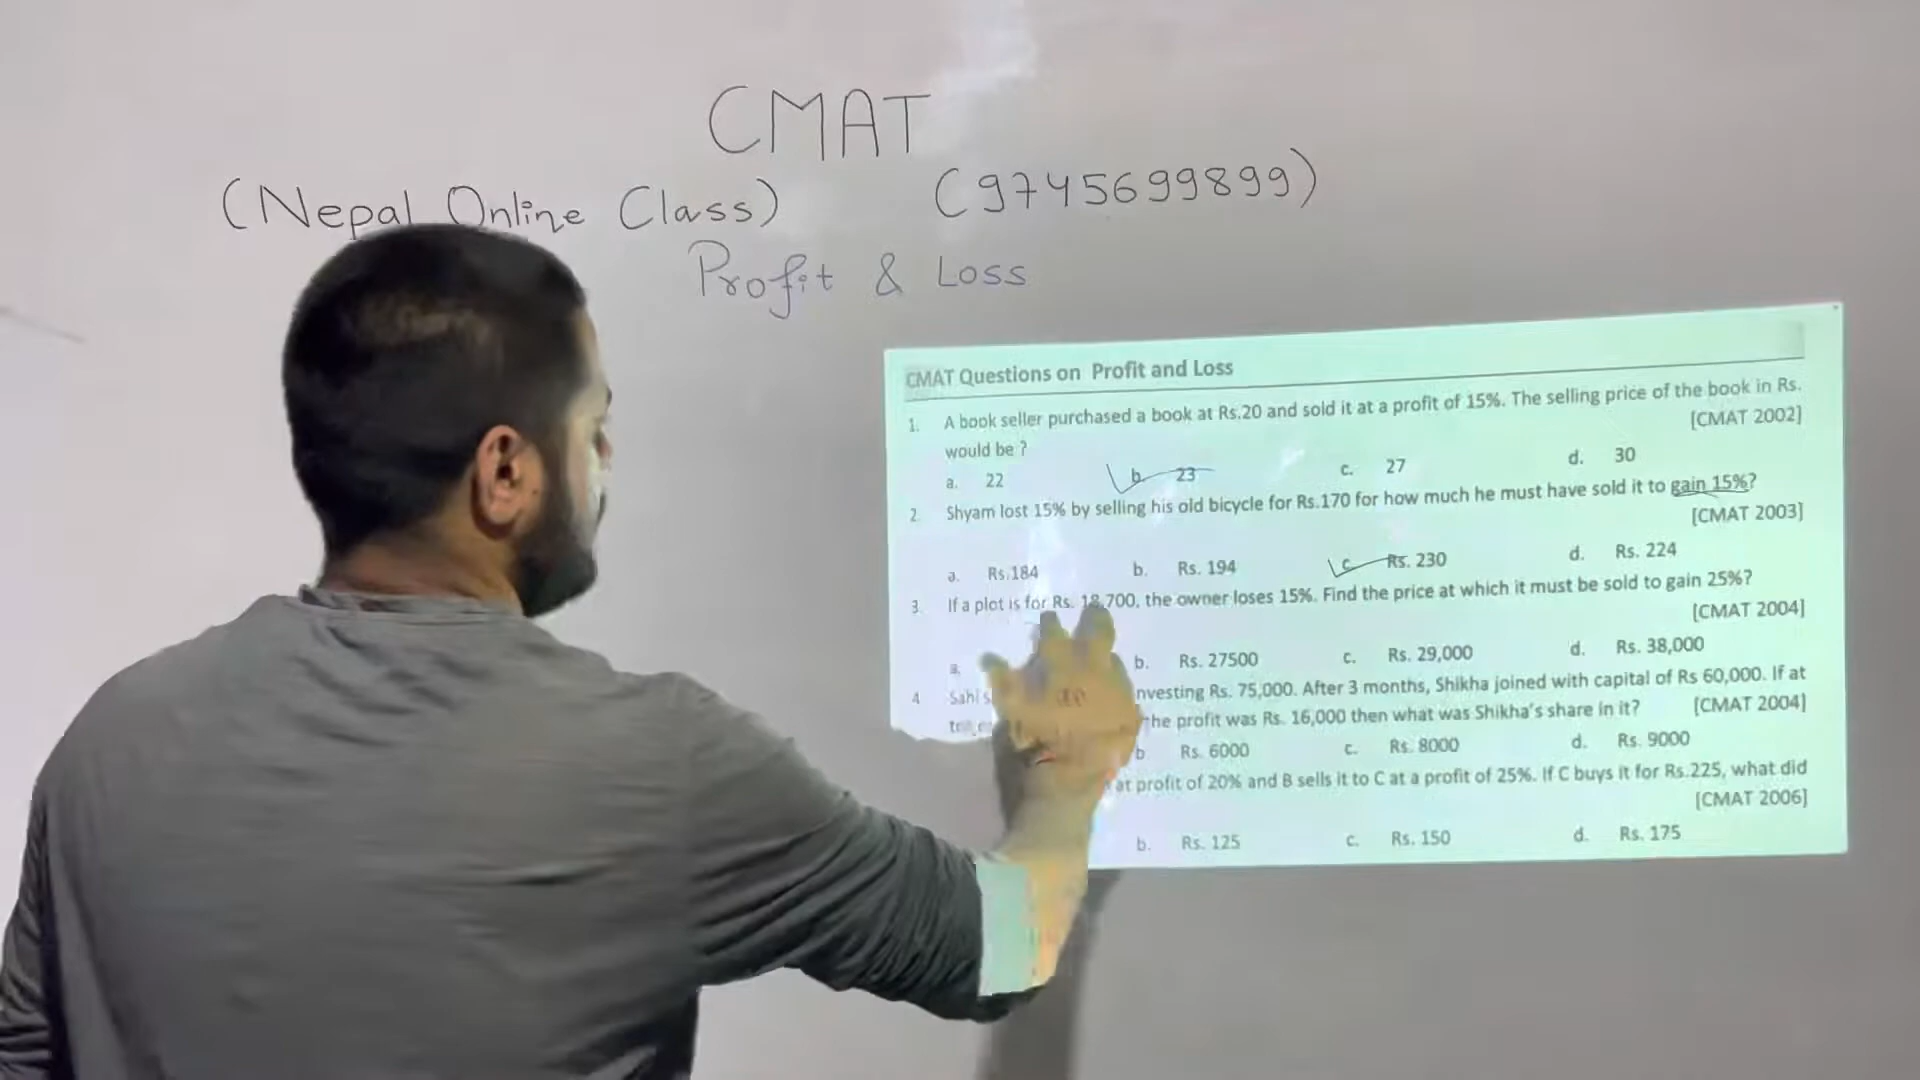 CMAT
(Nepal Online Class) (9745699899)
Profit & Loss
CMAT Questions on Profit and Loss
1. A book seller purchased a book at Rs.20 and sold it at a profit of 15%. The selling price of the book in Rs.
would be ? [CMAT 2002]
a. 22 b. 23 c. 27 d. 30
2 Shyam lost 15% by selling his old bicycle for Rs.170 for how much he must have sold it to gain 15%?
[CMAT 2003]
a. Rs.184 b. Rs. 194 c. Rs. 230 d. Rs. 224
3. If a plot is for Rs. 18,700, the owner loses 15%. Find the price at which it must be sold to gain 25%?
[CMAT 2004]
a. b. Rs. 27500 c. Rs. 29,000 d. Rs. 38,000
4 Sahi nvesting Rs. 75,000. After 3 months, Shikha joined with capital of Rs 60,000. If at
he profit was Rs. 16,000 then what was Shikha's share in it? [CMAT 2004]
b Rs. 6000 c. Rs. 8000 d. Rs. 9000
at profit of 20% and B sells it to C at a profit of 25%. If C buys it for Rs.225, what did
[CMAT 2006]
b. Rs. 125 c. Rs. 150 d. Rs. 175